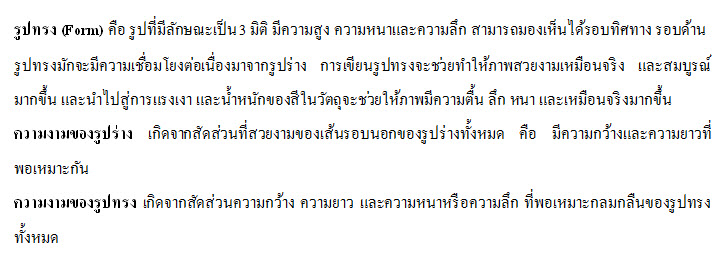 รูปทรง (Form) คือ รูปที่มีลักษณะเป็น 3 มิติ มีความสูง ความหนาและความลึก สามารถมองเห็นได้รอบทิศทาง รอบด้าน
รูปทรงมักจะมีความเชื่อมโยงต่อเนื่องมาจากรูปร่าง การเขียนรูปทรงจะช่วยทำให้ภาพสวยงามเหมือนจริง และสมบูรณ์
มากขึ้น และนำไปสู่การแรงเงา และน้ำหนักของสีในวัตถุจะช่วยให้ภาพมีความตื้น ลึก หนา และเหมือนจริงมากขึ้น
ความงามของรูปร่าง เกิดจากสัดส่วนที่สวยงามของเส้นรอบนอกของรูปร่างทั้งหมด คือ มีความกว้างและความยาวที่
พอเหมาะกัน
ความงามของรูปทรง เกิดจากสัดส่วนความกว้าง ความยาว และความหนาหรือความลึก ที่พอเหมาะกลมกลืนของรูปทรง
ทั้งหมด